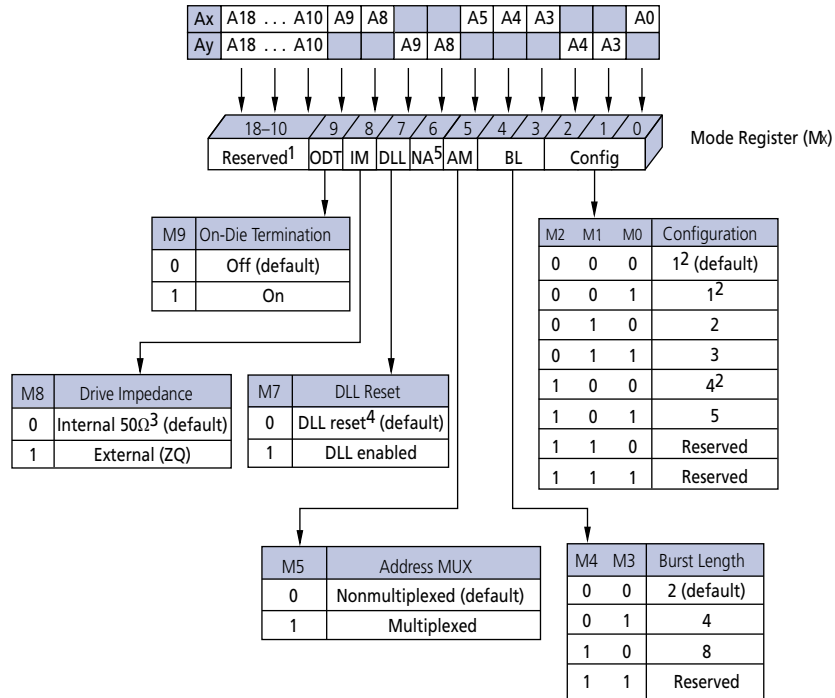 Ax A18 ... A10 A9 A8 A5 A4 A3 A0
Ay A18 ... A10 A9 A8 A4 A3
18–10 9 8 7 6 5 4 3 2 1 0
Mode Register (Mx)
Reserved1 ODT IM DLL NA5 AM BL Config
M9 On-Die Termination
0 Off (default)
1 On
M2 M1 M0 Configuration
0 0 0 12 (default)
0 0 1 12
0 1 0 2
0 1 1 3
1 0 0 42
1 0 1 5
1 1 0 Reserved
1 1 1 Reserved
M8 Drive Impedance
0 Internal 50Ω3 (default)
1 External (ZQ)
M7 DLL Reset
0 DLL reset4 (default)
1 DLL enabled
M5 Address MUX
0 Nonmultiplexed (default)
1 Multiplexed
M4 M3 Burst Length
0 0 2 (default)
0 1 4
1 0 8
1 1 Reserved